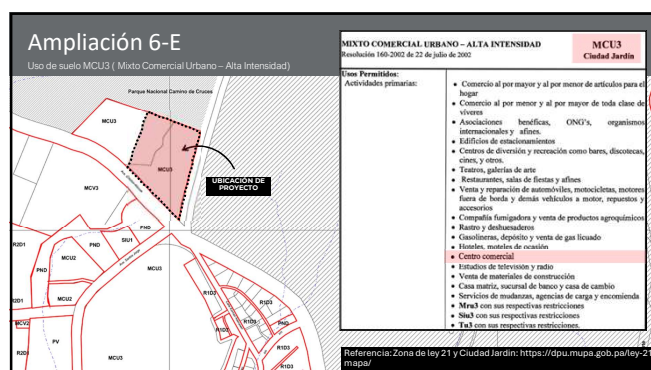 Ampliación 6-E
Uso de suelo MCU3 ( Mixto Comercial Urbano – Alta Intensidad)
MIXTO COMERCIAL URBANO – ALTA INTENSIDAD
Resolución 160-2002 de 22 de julio de 2002
MCU3
Ciudad Jardín
Usos Permitidos:
Actividades primarias:
• Comercio al por mayor y al por menor de artículos para el
hogar
• Comercio al por menor y al por mayor de toda clase de
víveres
• Asociaciones benéficas, ONG's, organismos
internacionales y afines.
• Edificios de estacionamientos
• Centros de diversión y recreación como bares, discotecas,
cines, y otros.
• Teatros, galerías de arte
• Restaurantes, salas de fiestas y afines
• Venta y reparación de automóviles, motocicletas, motores
fuera de borda y demás vehículos a motor, repuestos y
accesorios
• Compañía fumigadora y venta de productos agroquímicos
• Rastro y deshuesaderos
• Gasolineras, depósito y venta de gas licuado
• Hoteles, moteles de ocasión
• Centro comercial
• Estudios de televisión y radio
• Venta de materiales de construcción
• Casa matriz, sucursal de banco y casa de cambio
• Servicios de mudanzas, agencias de carga y encomienda
• Mru3 con sus respectivas restricciones
• Siu3 con sus respectivas restricciones
• Tu3 con sus respectivas restricciones.
Parque Nacional Camino de Cruces
MCU3
MCU3
UBICACIÓN DE
PROYECTO
MCV3
PND
R2D1
PND
SIU1
MCU2
PND
MCU3
R1D3
R1D3
R2D1
MCU2
R1D3
R1D3
PND
MCV2
R1D3
R2D1
PV
MCU3
Referencia: Zona de ley 21 y Ciudad Jardin: https://dpu.mupa.gob.pa/ley-21
mapa/